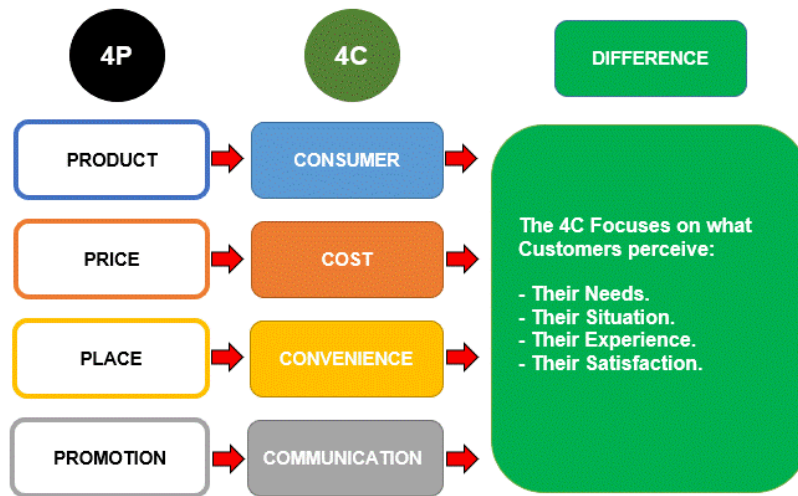 4P
4C
DIFFERENCE
PRODUCT
CONSUMER
PRICE
COST
PLACE
CONVENIENCE
PROMOTION
COMMUNICATION
The 4C Focuses on what
Customers perceive:
- Their Needs.
- Their Situation.
- Their Experience.
- Their Satisfaction.